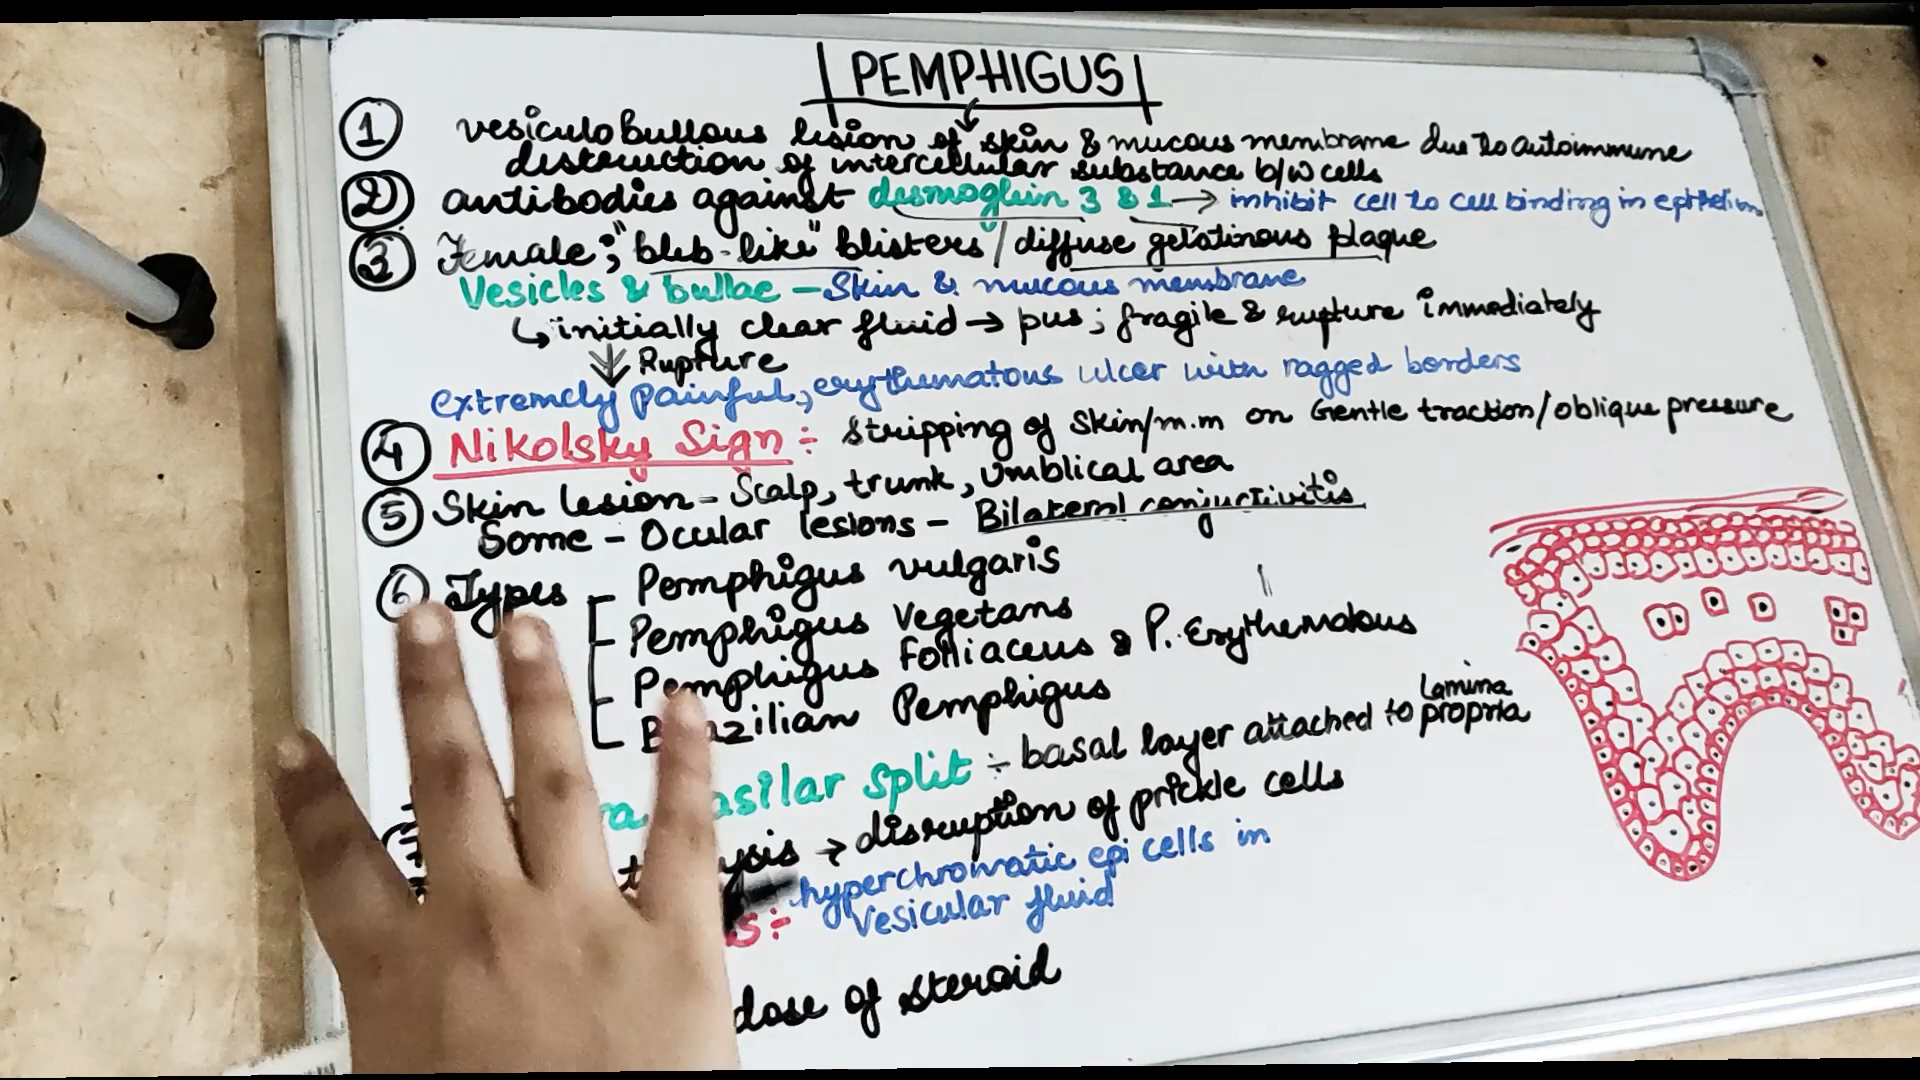 PEMPHIGUS
① vesiculobullous lesion of skin & mucous membrane due to autoimmune
destruction of intercellular substance b/w cells
② antibodies against desmoglein 3 & 1 → inhibit cell to cell binding in epthelium
③ Female; "bleb-like" blisters / diffuse gelatinous plaque
Vesicles & bullae - Skin & mucous membrane
↳ initially clear fluid → pus; fragile & rupture immediately
↓ Rupture
extremely painful, erythematous ulcer with ragged borders
④ Nikolsky Sign ÷ stripping of skin/m.m on Gentle traction/oblique pressure
⑤ Skin lesion - Scalp, trunk, umblical area
Some - Ocular lesions - Bilateral conjuctivitis
⑥ Types - Pemphigus vulgaris
Pemphigus Vegetans
Pemphigus Foliaceus & P. Erythematous
Brazilian Pemphigus
split ÷ basal layer attached to lamina propria
→ disruption of prickle cells
hyperchromatic epi cells in
vesicular fluid
dose of steroid